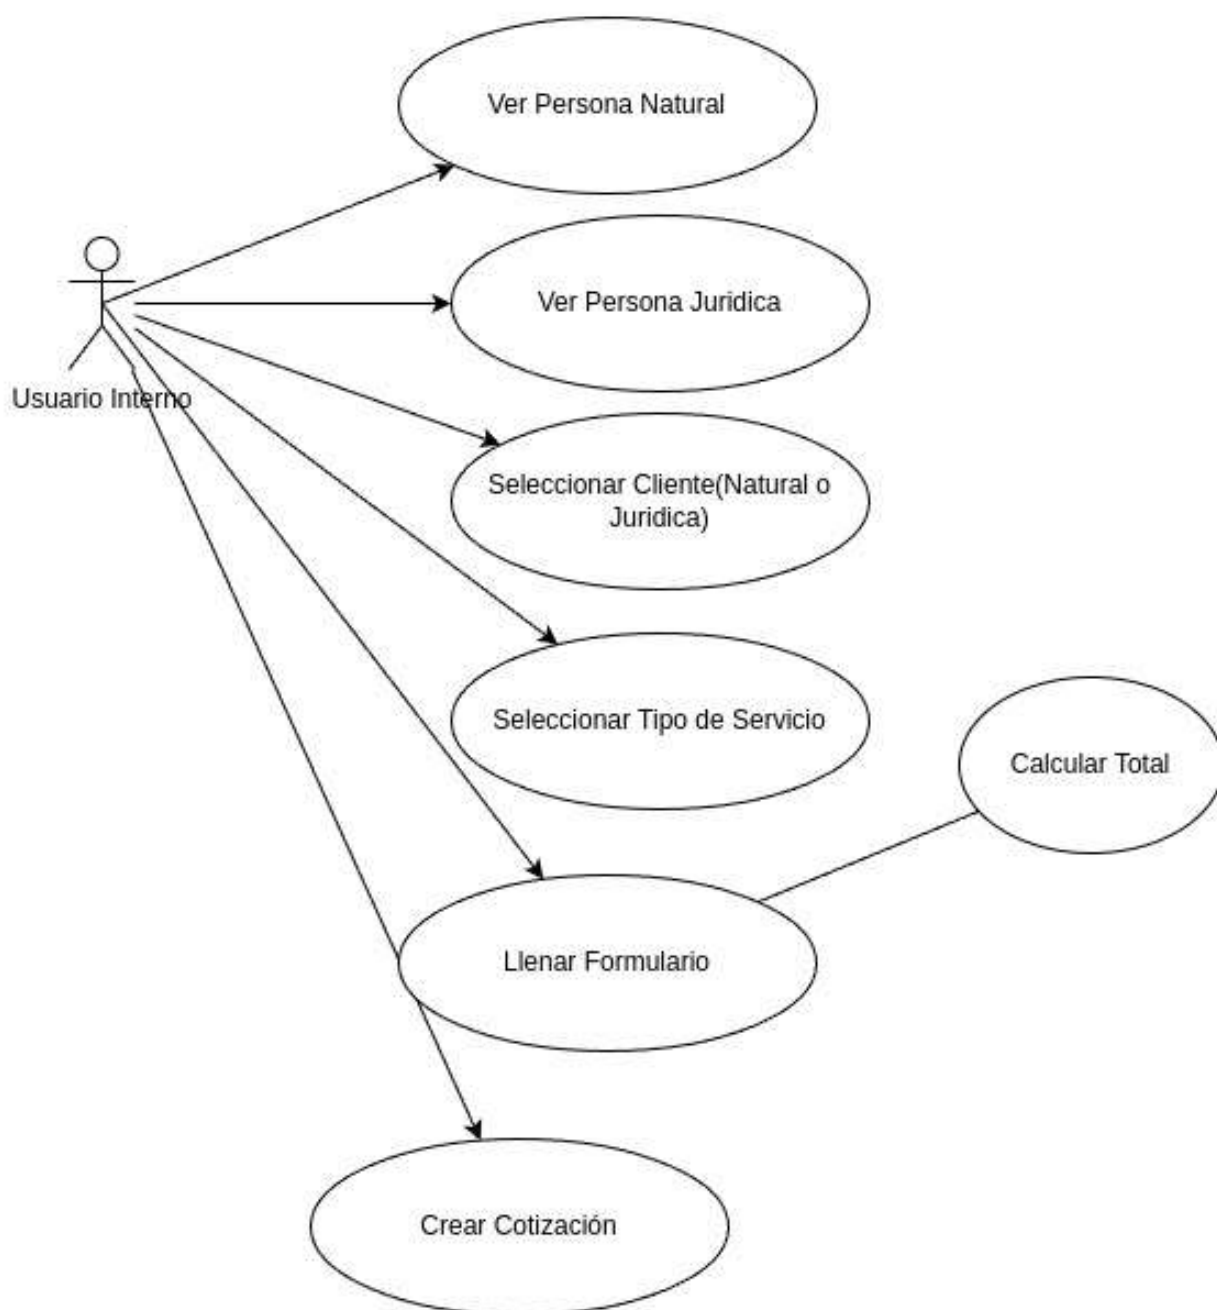 Ver Persona Natural
Ver Persona Juridica
Usuario Interno
Seleccionar Cliente(Natural o
Juridica)
Seleccionar Tipo de Servicio
Calcular Total
Llenar Formulario
Crear Cotización